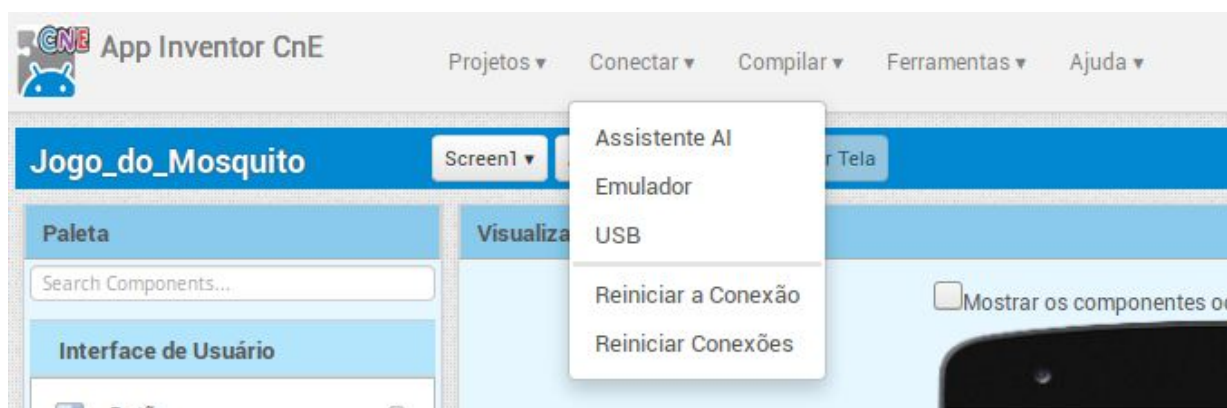 CNE App Inventor CnE
Projetos ▾ Conectar ▾ Compilar ▾ Ferramentas ▾ Ajuda ▾
Jogo_do_Mosquito
Screen1 ▾
r Tela
Assistente AI
Emulador
USB
Reiniciar a Conexão
Reiniciar Conexões
Paleta
Visualiza
Search Components...
Mostrar os componentes oc
Interface de Usuário